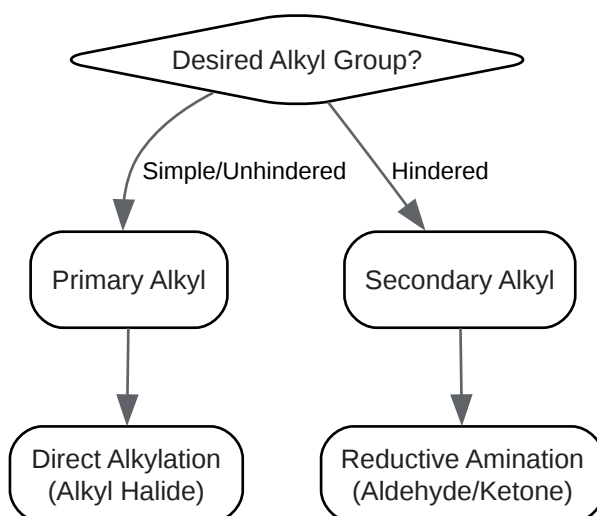 Desired Alkyl Group?
Simple/Unhindered
Hindered
Primary Alkyl
Secondary Alkyl
Direct Alkylation
(Alkyl Halide)
Reductive Amination
(Aldehyde/Ketone)